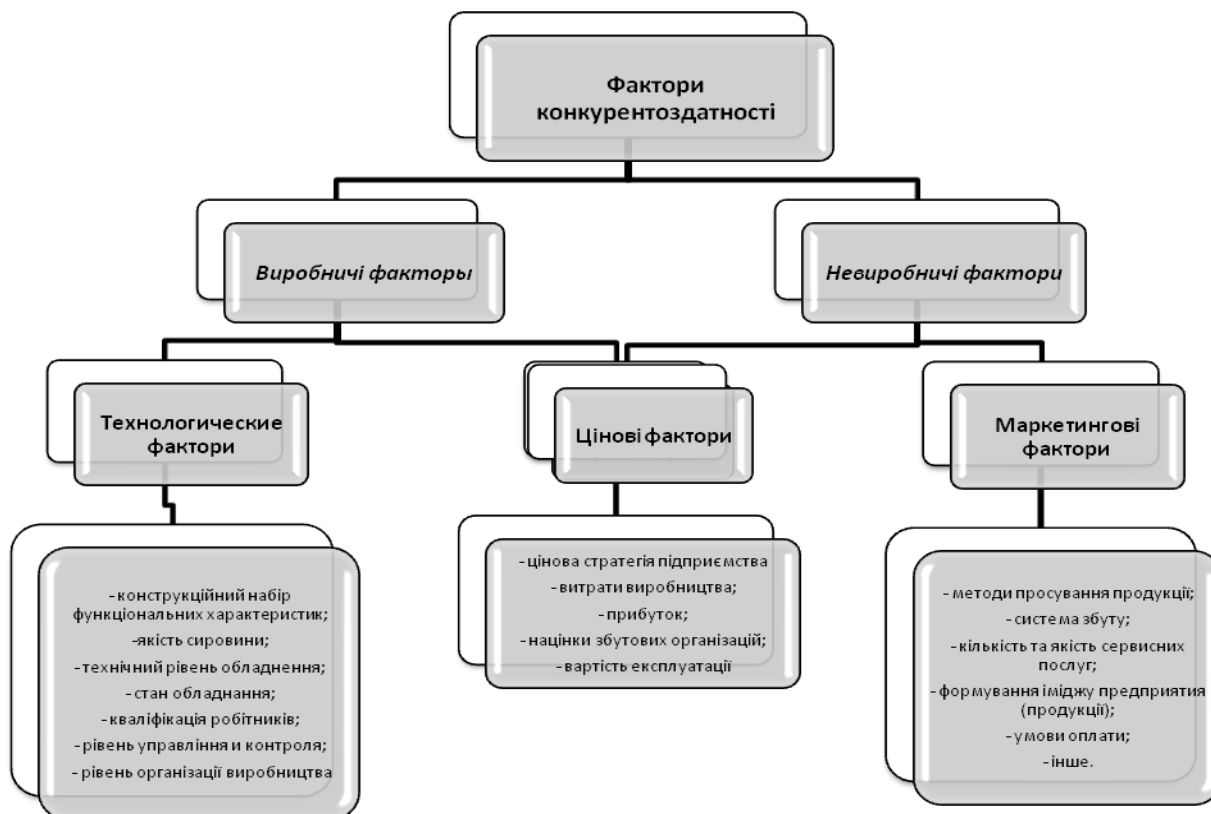 Фактори
конкурентоздатності
Виробничі факторы
Невиробничі фактори
Технологические
фактори
Цінові фактори
Маркетингові
фактори
-конструкційний набір
функціональних характеристик;
-якість сировини;
-технічний рівень обладнення;
-стан обладнання;
-кваліфікація робітників;
-рівень управління и контроля;
-рівень організації виробництва
-цінова стратегія підприємства
-витрати виробництва;
-прибуток;
-націнки збутових організацій;
-вартість експлуатації
-методи просування продукції;
-система збуту;
-кількість та якість сервисних
послуг;
-формування іміджу предприятия
(продукції);
-умови оплати;
-інше.